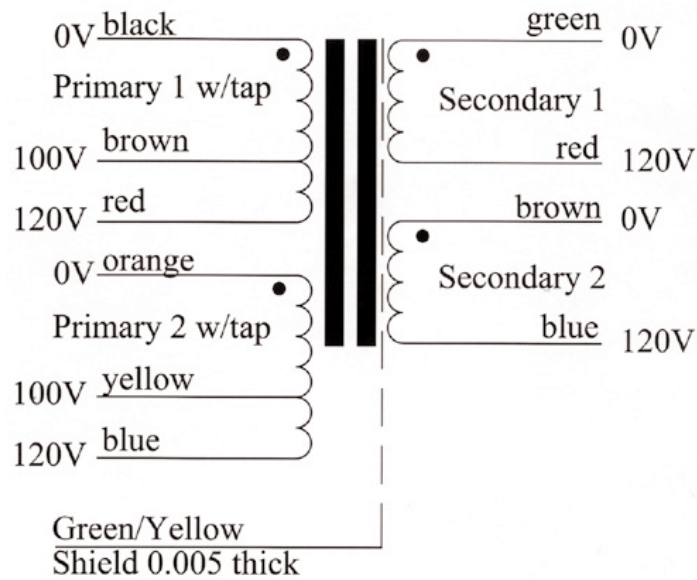 0V black
Primary 1 w/tap
100V brown
120V red
0V orange
Primary 2 w/tap
100V yellow
120V blue
Green/Yellow
Shield 0.005 thick
green 0V
Secondary 1
red 120V
brown 0V
Secondary 2
blue 120V